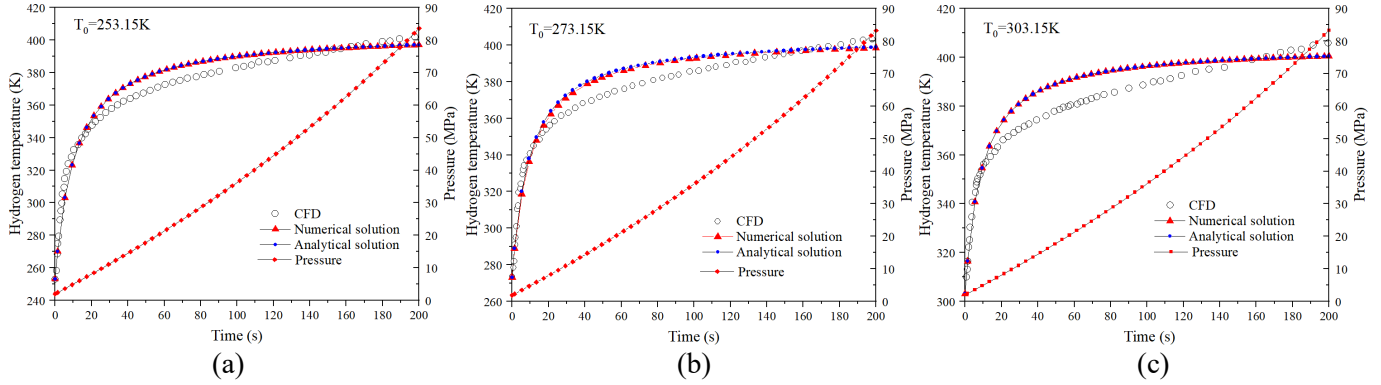 T0=253.15K
Hydrogen temperature (K)
420
400
380
360
340
320
300
280
260
240
CFD
Numerical solution
Analytical solution
Pressure
90
80
70
60
50
40
30
20
10
0
Pressure (MPa)
0 20 40 60 80 100 120 140 160 180 200
Time (s)
(a)
T0=273.15K
Hydrogen temperature (K)
420
400
380
360
340
320
300
280
260
CFD
Numerical solution
Analytical solution
Pressure
90
80
70
60
50
40
30
20
10
0
Pressure (MPa)
0 20 40 60 80 100 120 140 160 180 200
Time (s)
(b)
T0=303.15K
Hydrogen temperature (K)
420
400
380
360
340
320
300
CFD
Numerical solution
Analytical solution
Pressure
90
80
70
60
50
40
30
20
10
0
Pressure (MPa)
0 20 40 60 80 100 120 140 160 180 200
Time (s)
(c)